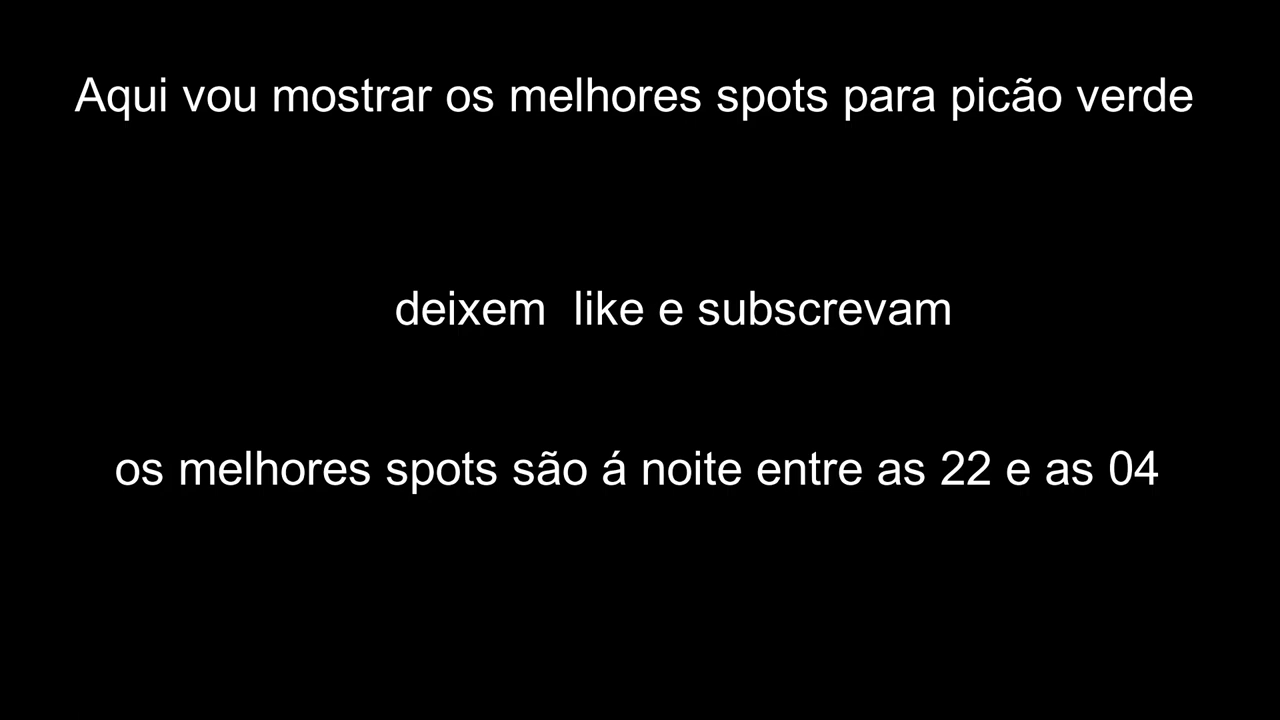 Aqui vou mostrar os melhores spots para picão verde
deixem  like e subscrevam
os melhores spots são á noite entre as 22 e as 04